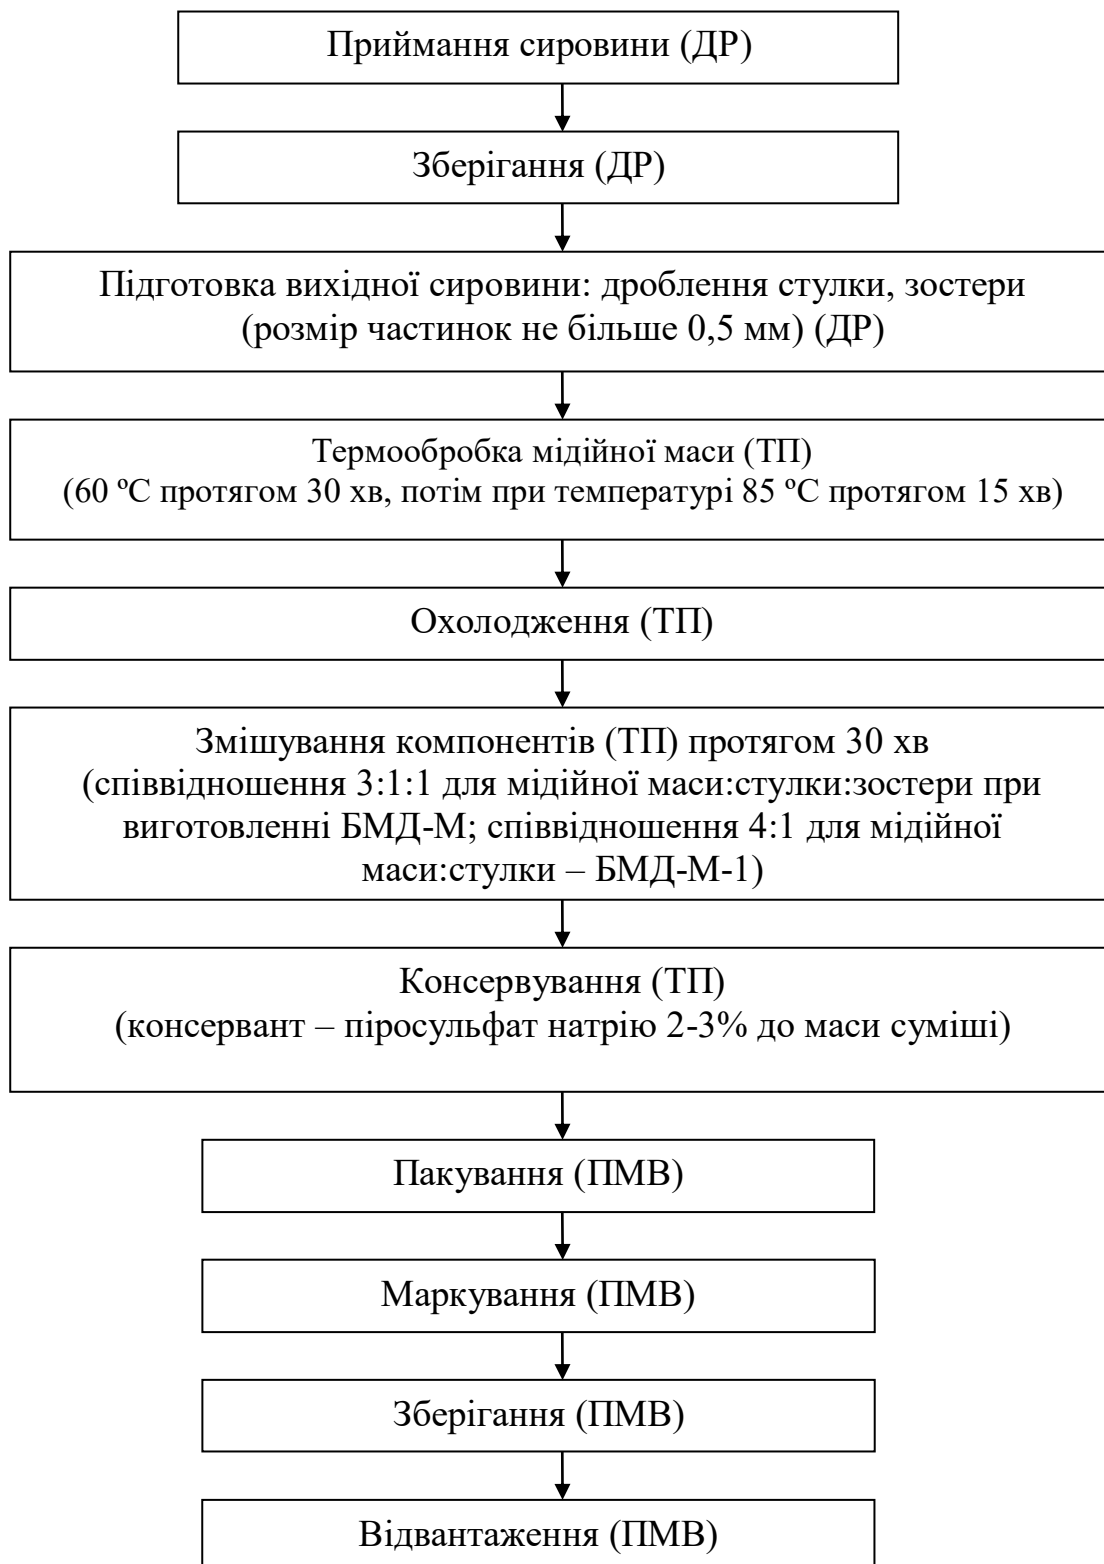 Приймання сировини (ДР)
Зберігання (ДР)
Підготовка вихідної сировини: дроблення стулки, зостери
(розмір частинок не більше 0,5 мм) (ДР)
Термообробка мідійної маси (ТП)
(60 ºС протягом 30 хв, потім при температурі 85 ºС протягом 15 хв)
Охолодження (ТП)
Змішування компонентів (ТП) протягом 30 хв
(співвідношення 3:1:1 для мідійної маси:стулки:зостери при
виготовленні БМД-М; співвідношення 4:1 для мідійної
маси:стулки – БМД-М-1)
Консервування (ТП)
(консервант – піросульфат натрію 2-3% до маси суміші)
Пакування (ПМВ)
Маркування (ПМВ)
Зберігання (ПМВ)
Відвантаження (ПМВ)